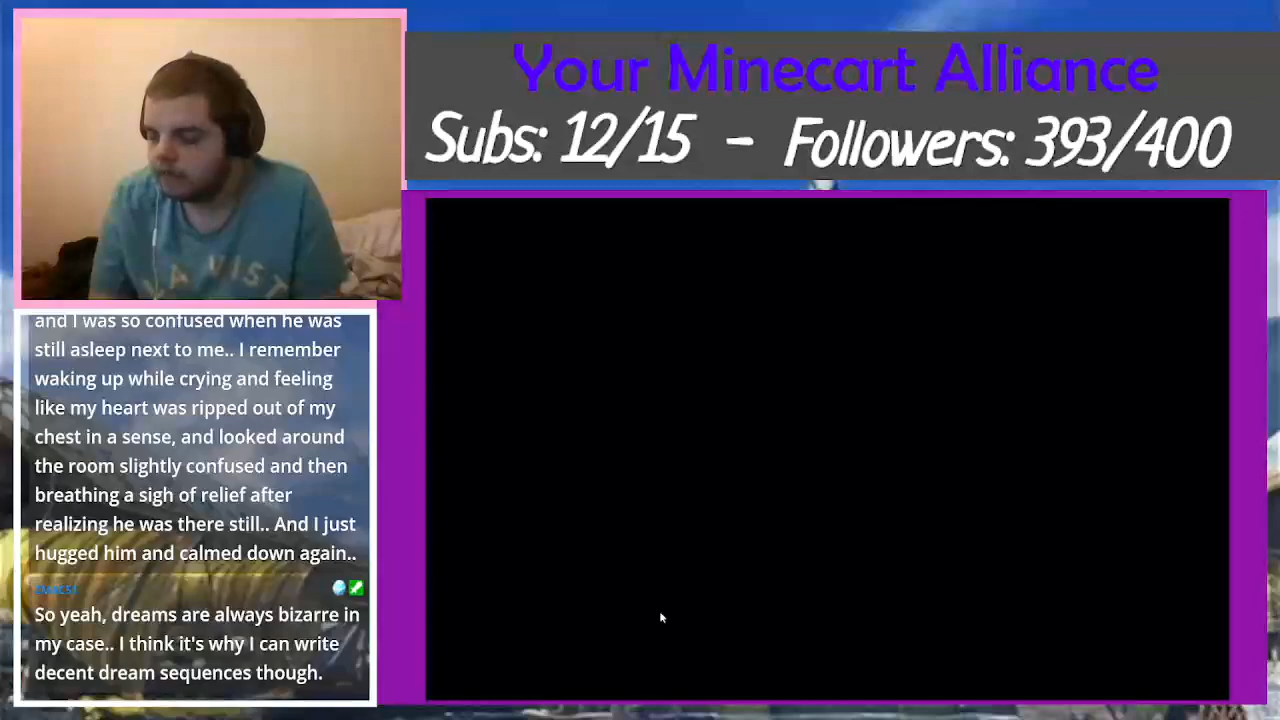 Your Minecart Alliance
Subs: 12/15 - Followers: 393/400
and I was so confused when he was
still asleep next to me.. I remember
waking up while crying and feeling
like my heart was ripped out of my
chest in a sense, and looked around
the room slightly confused and then
breathing a sigh of relief after
realizing he was there still.. And I just
hugged him and calmed down again..
So yeah, dreams are always bizarre in
my case.. I think it's why I can write
decent dream sequences though.